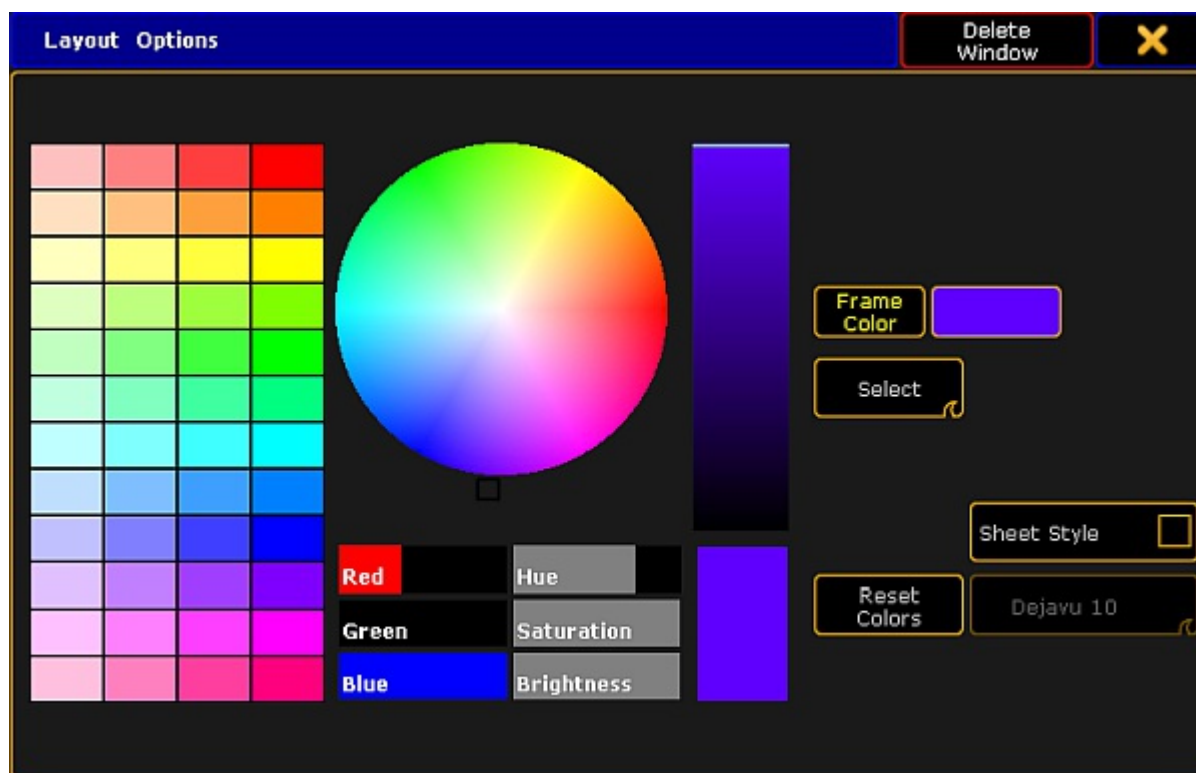 Layout Options
Delete
Window
Frame
Color
Select
Sheet Style
Red
Hue
Reset
Colors
Dejavu 10
Green
Saturation
Blue
Brightness